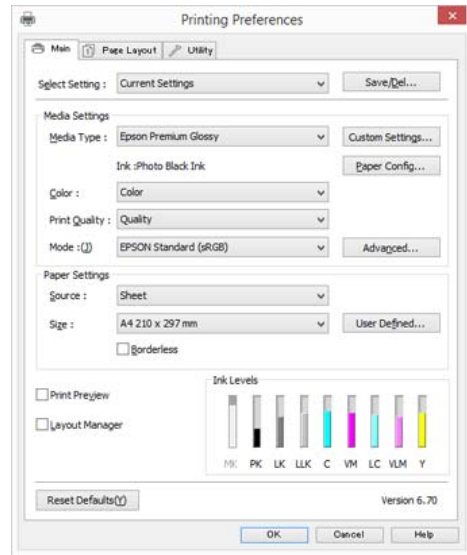 Printing Preferences
Main Page Layout Utility
Select Setting : Current Settings Save/Del...
Media Settings
Media Type : Epson Premium Glossy Custom Settings...
Ink :Photo Black Ink Paper Config...
Color : Color
Print Quality : Quality
Mode :(J) EPSON Standard (sRGB) Advanced...
Paper Settings
Source : Sheet
Size : A4 210 x 297 mm User Defined...
Borderless
Ink Levels
Print Preview
Layout Manager
MK PK LK LLK C VM LC VLM Y
Reset Defaults(Y) Version 6.70
OK Cancel Help